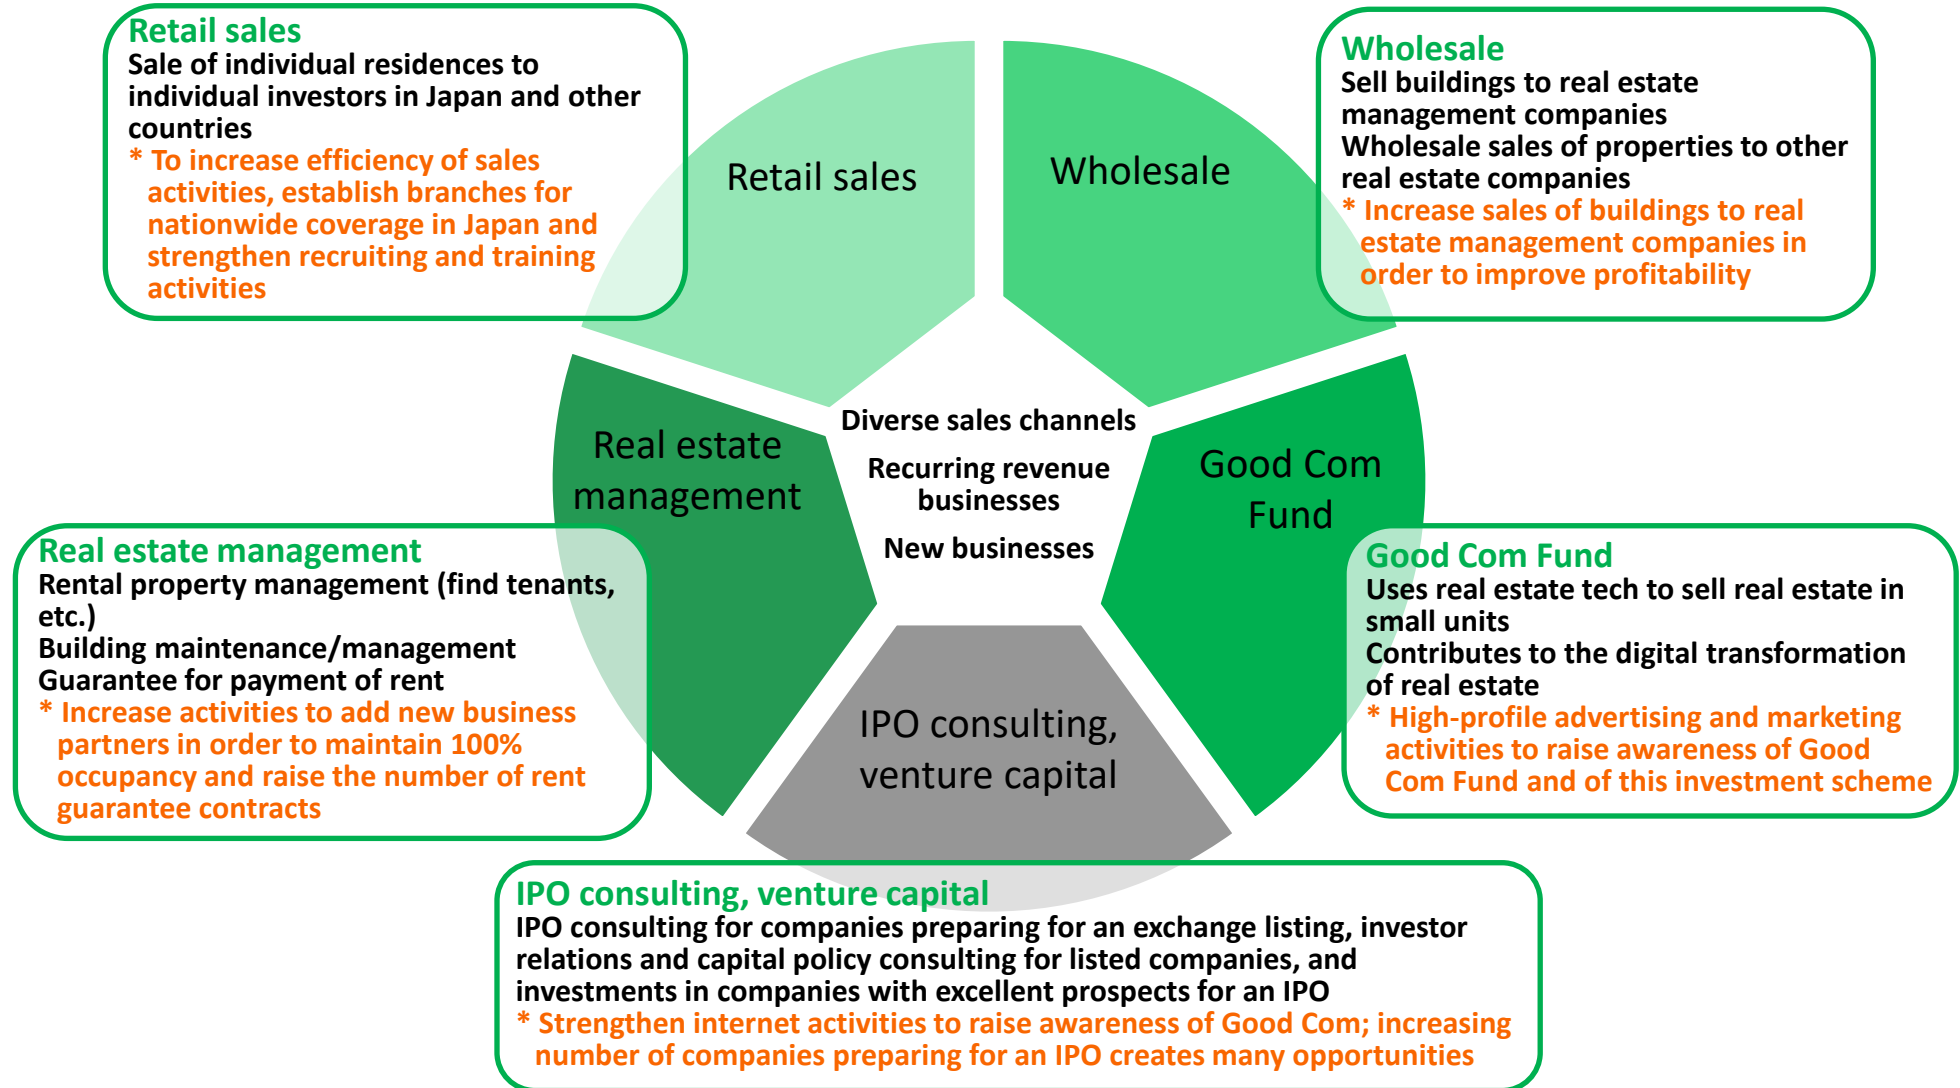 Retail sales
Sale of individual residences to
individual investors in Japan and other
countries
* To increase efficiency of sales
activities, establish branches for
nationwide coverage in Japan and
strengthen recruiting and training
activities
Wholesale
Sell buildings to real estate
management companies
Wholesale sales of properties to other
real estate companies
* Increase sales of buildings to real
estate management companies in
order to improve profitability
Retail sales
Wholesale
Real estate
management
Diverse sales channels
Recurring revenue
businesses
New businesses
Good Com
Fund
Real estate management
Rental property management (find tenants,
etc.)
Building maintenance/management
Guarantee for payment of rent
* Increase activities to add new business
partners in order to maintain 100%
occupancy and raise the number of rent
guarantee contracts
Good Com Fund
Uses real estate tech to sell real estate in
small units
Contributes to the digital transformation
of real estate
* High-profile advertising and marketing
activities to raise awareness of Good
Com Fund and of this investment scheme
IPO consulting,
venture capital
IPO consulting, venture capital
IPO consulting for companies preparing for an exchange listing, investor
relations and capital policy consulting for listed companies, and
investments in companies with excellent prospects for an IPO
* Strengthen internet activities to raise awareness of Good Com; increasing
number of companies preparing for an IPO creates many opportunities